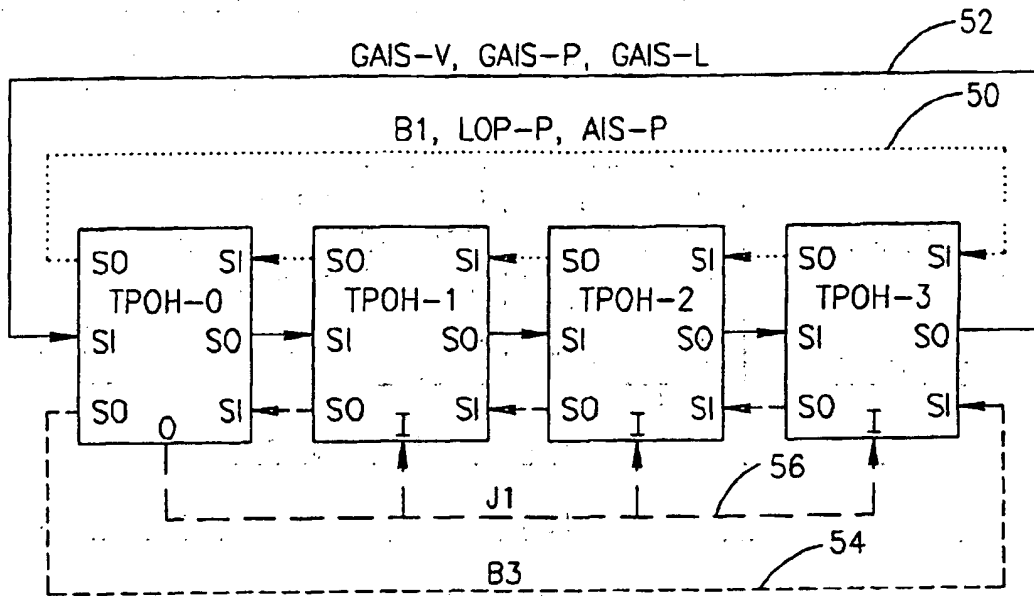 52
GAIS-V, GAIS-P, GAIS-L
50
B1, LOP-P, AIS-P
SO SI SO SI SO SI SO SI
TPOH-0 TPOH-1 TPOH-2 TPOH-3
SI SO SI SO SI SO SI SO
SO SI SO SI SO SI SO SI
O I I I
56
J1
54
B3